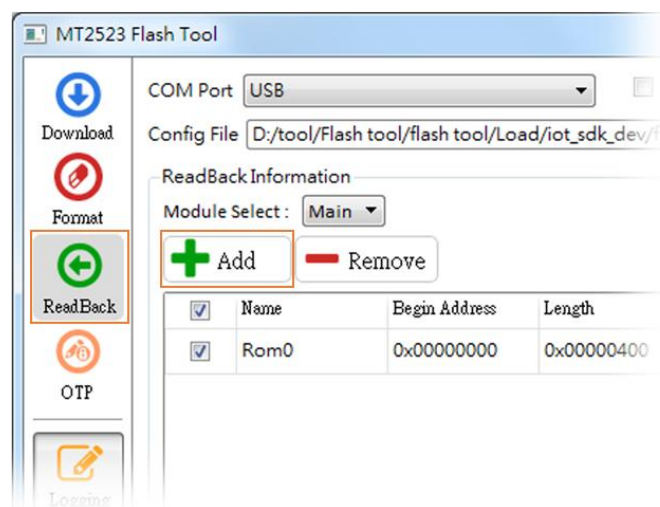 MT2523 Flash Tool
Download
Format
ReadBack
OTP
Logging
COM Port USB
Config File D:/tool/Flash tool/flash tool/Load/iot_sdk_dev/f
ReadBack Information
Module Select : Main
Add Remove
Name Begin Address Length
Rom0 0x00000000 0x00000400